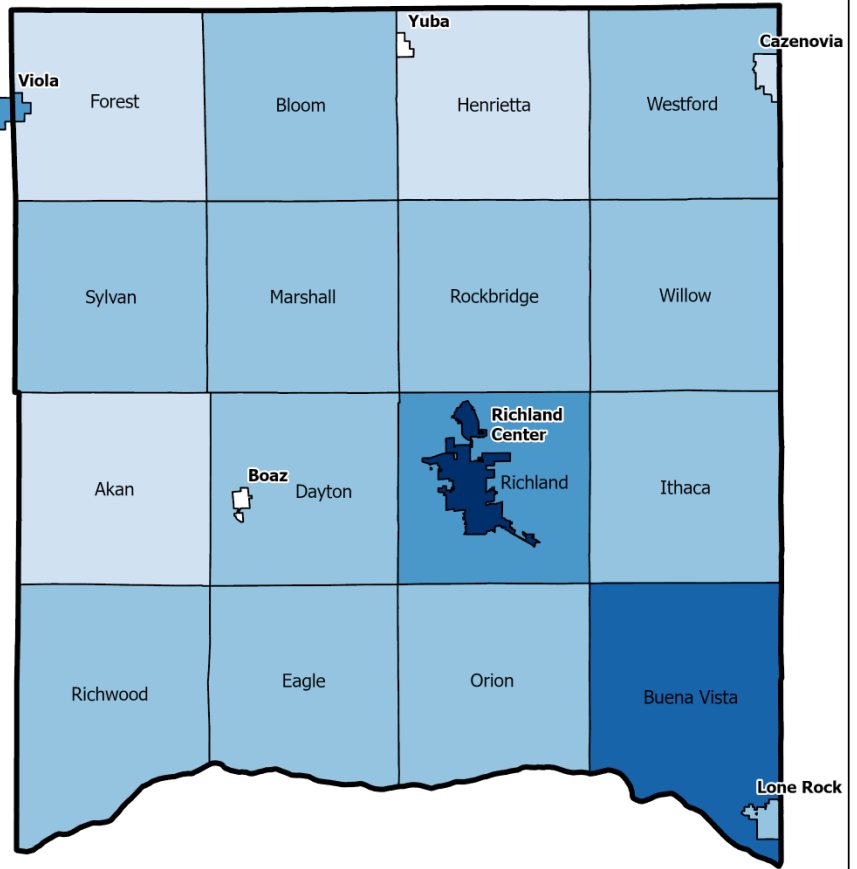 Yuba
Cazenovia
Viola
Forest
Bloom
Henrietta
Westford
Sylvan
Marshall
Rockbridge
Willow
Richland
Center
Boaz
Akan
Dayton
Richland
Ithaca
Richwood
Eagle
Orion
Buena Vista
Lone Rock